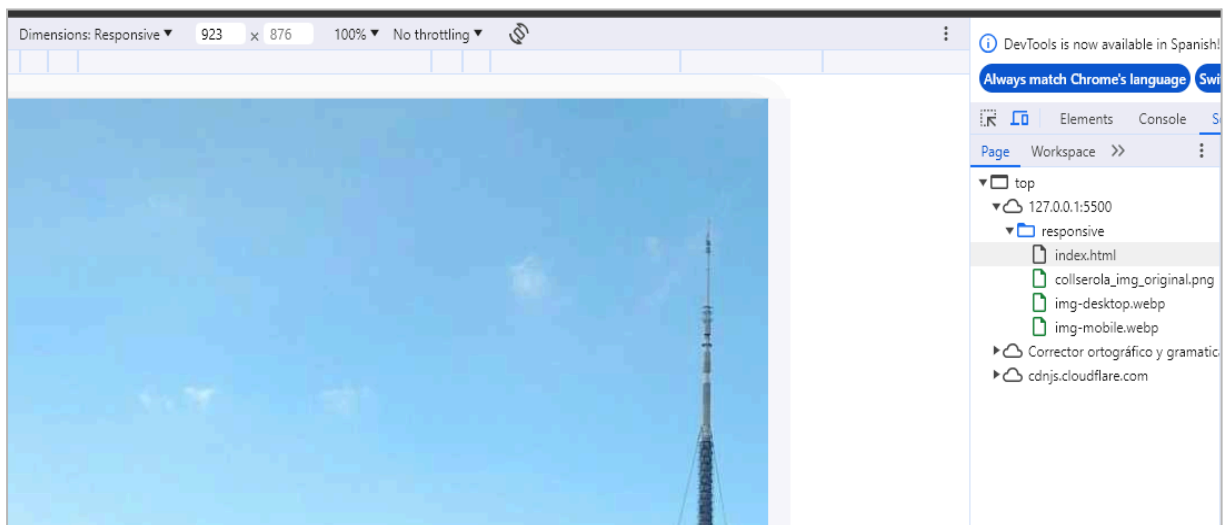 Dimensions: Responsive 923 x 876 100% No throttling
DevTools is now available in Spanish!
Always match Chrome's language
Elements Console
Page Workspace
top
127.0.0.1:5500
responsive
index.html
collserola_img_original.png
img-desktop.webp
img-mobile.webp
Corrector ortográfico y gramatic
cdnjs.cloudflare.com